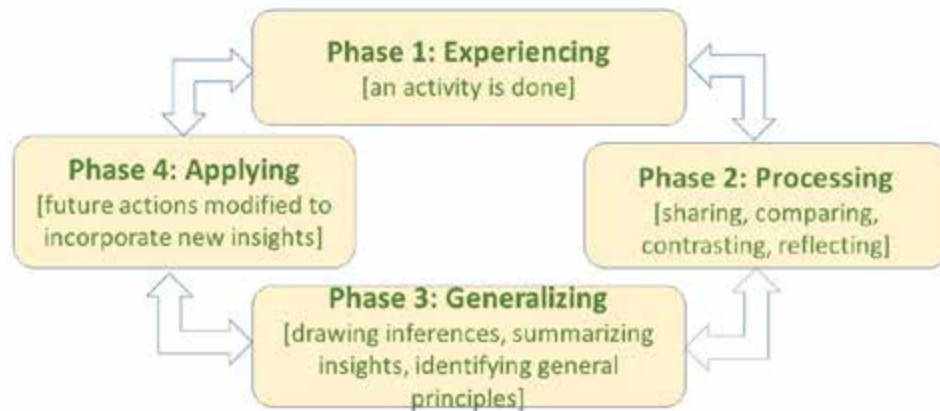 Phase 1: Experiencing
[an activity is done]
Phase 4: Applying
[future actions modified to
incorporate new insights]
Phase 2: Processing
[sharing, comparing,
contrasting, reflecting]
Phase 3: Generalizing
[drawing inferences, summarizing
insights, identifying general
principles]